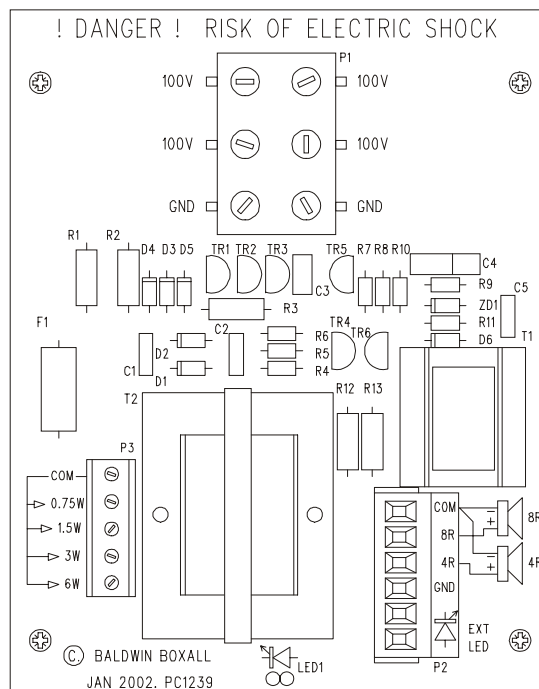 ! DANGER ! RISK OF ELECTRIC SHOCK
P1
100V 100V
100V 100V
GND GND
R1 R2 D4 D3 D5 TR1 TR2 TR3 TR5 R7 R8 R10
C4
C3
R9
C5
ZD1
R3
R11
F1
TR4 TR6
T1
C2
R6
D6
D2
R5
C1
D1
R4
T2
R12 R13
P3
COM
0.75W
1.5W
3W
6W
COM
8R
8R
4R
4R
GND
+
-
+
-
EXT
LED
P2
LED1
© BALDWIN BOXALL
JAN 2002. PC1239